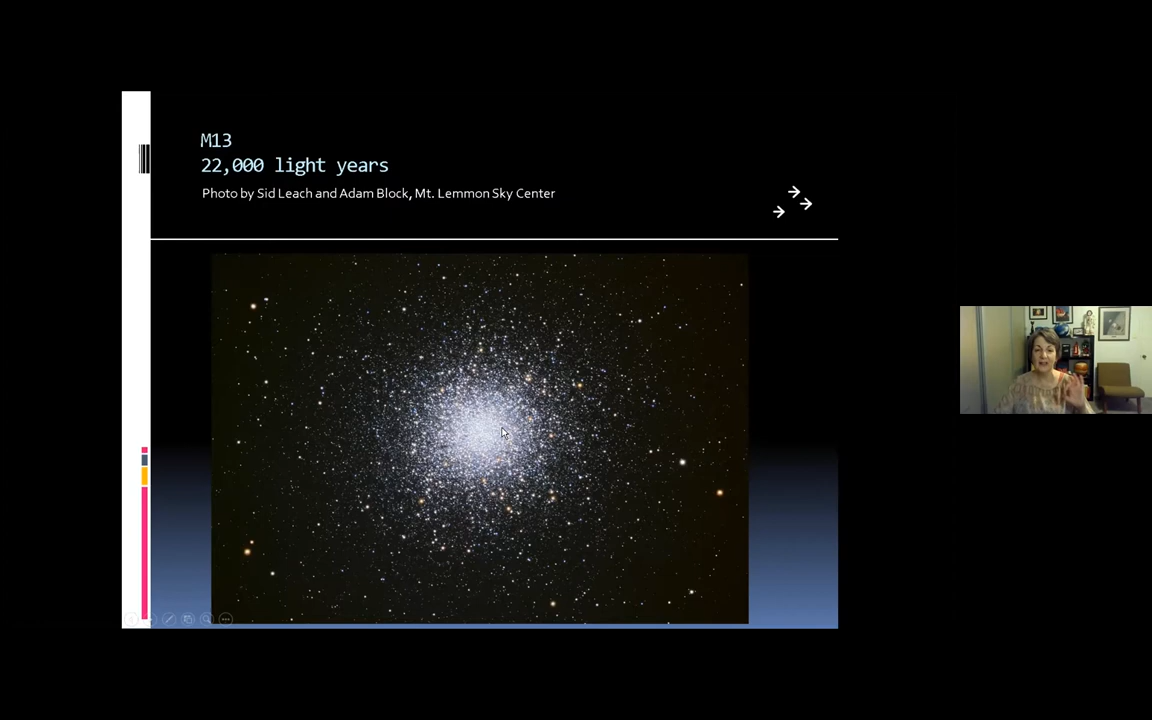 M13
22,000 light years
Photo by Sid Leach and Adam Block, Mt. Lemmon Sky Center